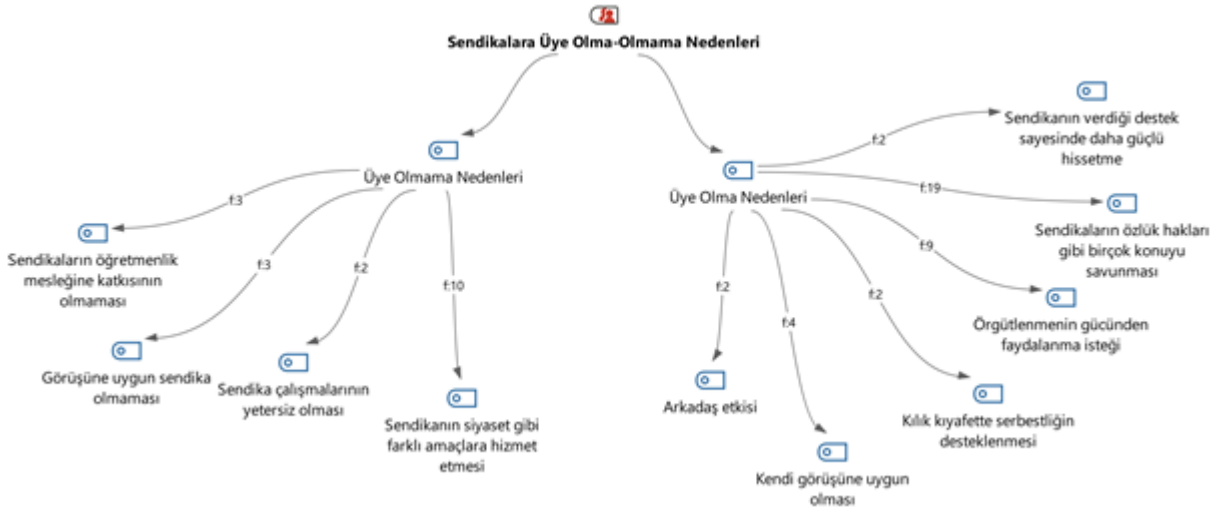 Sendikalara Üye Olma-Olmama Nedenleri
Üye Olmama Nedenleri
f:3
Sendikaların öğretmenlik
mesleğine katkısının
olmaması
f:3
Görüşüne uygun sendika
olmaması
f:2
Sendika çalışmalarının
yetersiz olması
f:10
Sendikanın siyaset gibi
farklı amaçlara hizmet
etmesi
Üye Olma Nedenleri
f:2
Sendikanın verdiği destek
sayesinde daha güçlü
hissetme
f:19
Sendikaların özlük hakları
gibi birçok konuyu
savunması
f:9
Örgütlenmenin gücünden
faydalanma isteği
f:2
Kılık kıyafette serbestliğin
desteklenmesi
f:4
Kendi görüşüne uygun
olması
f:2
Arkadaş etkisi